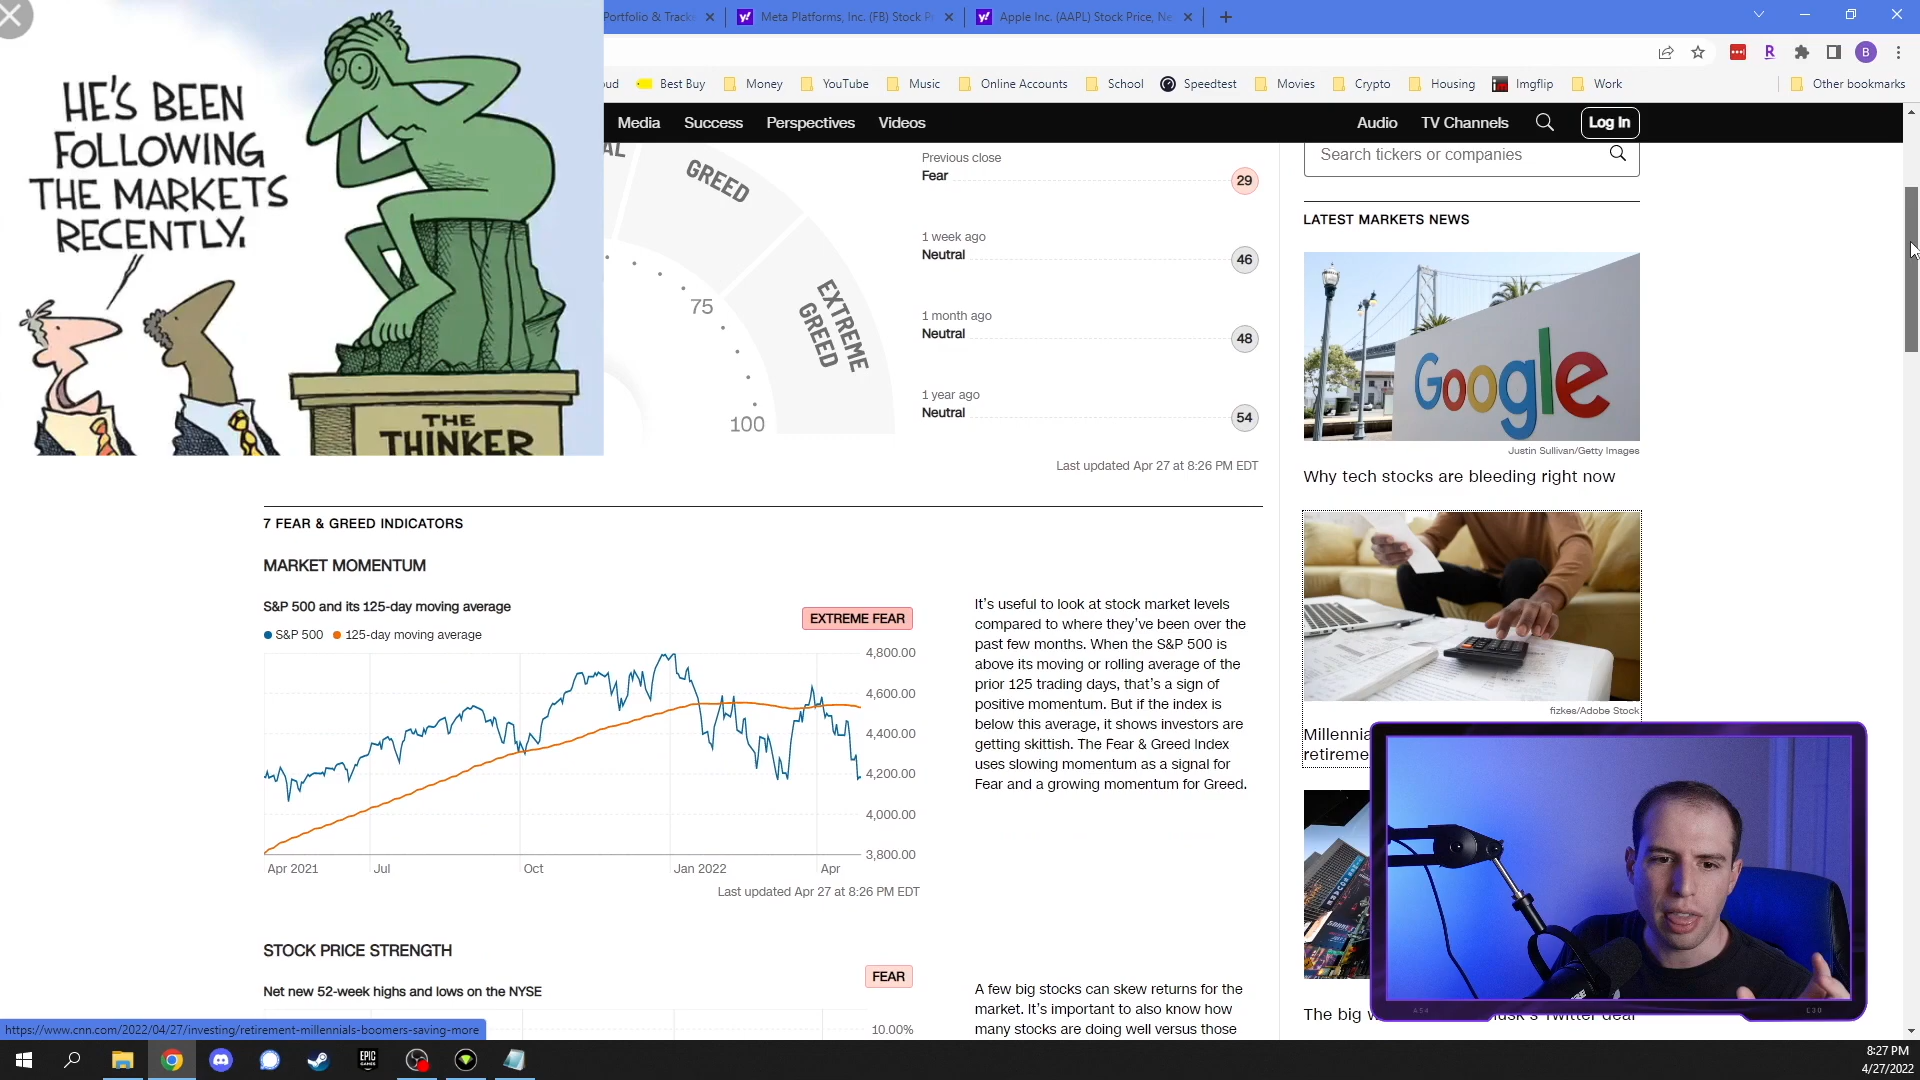 Portfolio & Tracke
Meta Platforms, Inc. (FB) Stock Pr
Apple Inc. (AAPL) Stock Price, Ne
B
oud
Best Buy
Money
YouTube
Music
Online Accounts
School
Speedtest
Movies
Crypto
Housing
Imgflip
Work
Other bookmarks
HE'S BEEN
FOLLOWING
THE MARKETS
RECENTLY.
THE
THINKER
Media
Success
Perspectives
Videos
Audio
TV Channels
Log In
AL
GREED
EXTREME
GREED
75
100
Previous close
Fear
29
1 week ago
Neutral
46
1 month ago
Neutral
48
1 year ago
Neutral
54
Last updated Apr 27 at 8:26 PM EDT
Search tickers or companies
LATEST MARKETS NEWS
Google
Justin Sullivan/Getty Images
Why tech stocks are bleeding right now
fizkes/Adobe Stock
Millennia
retireme
The big w
usk's Twitter deal
7 FEAR & GREED INDICATORS
MARKET MOMENTUM
S&P 500 and its 125-day moving average
EXTREME FEAR
S&P 500
125-day moving average
4,800.00
4,600.00
4,400.00
4,200.00
4,000.00
3,800.00
Apr 2021
Jul
Oct
Jan 2022
Apr
Last updated Apr 27 at 8:26 PM EDT
It's useful to look at stock market levels
compared to where they've been over the
past few months. When the S&P 500 is
above its moving or rolling average of the
prior 125 trading days, that's a sign of
positive momentum. But if the index is
below this average, it shows investors are
getting skittish. The Fear & Greed Index
uses slowing momentum as a signal for
Fear and a growing momentum for Greed.
STOCK PRICE STRENGTH
FEAR
Net new 52-week highs and lows on the NYSE
10.00%
A few big stocks can skew returns for the
market. It's important to also know how
many stocks are doing well versus those
https://www.cnn.com/2022/04/27/investing/retirement-millennials-boomers-saving-more
EPIC
GAMES
8:27 PM
4/27/2022